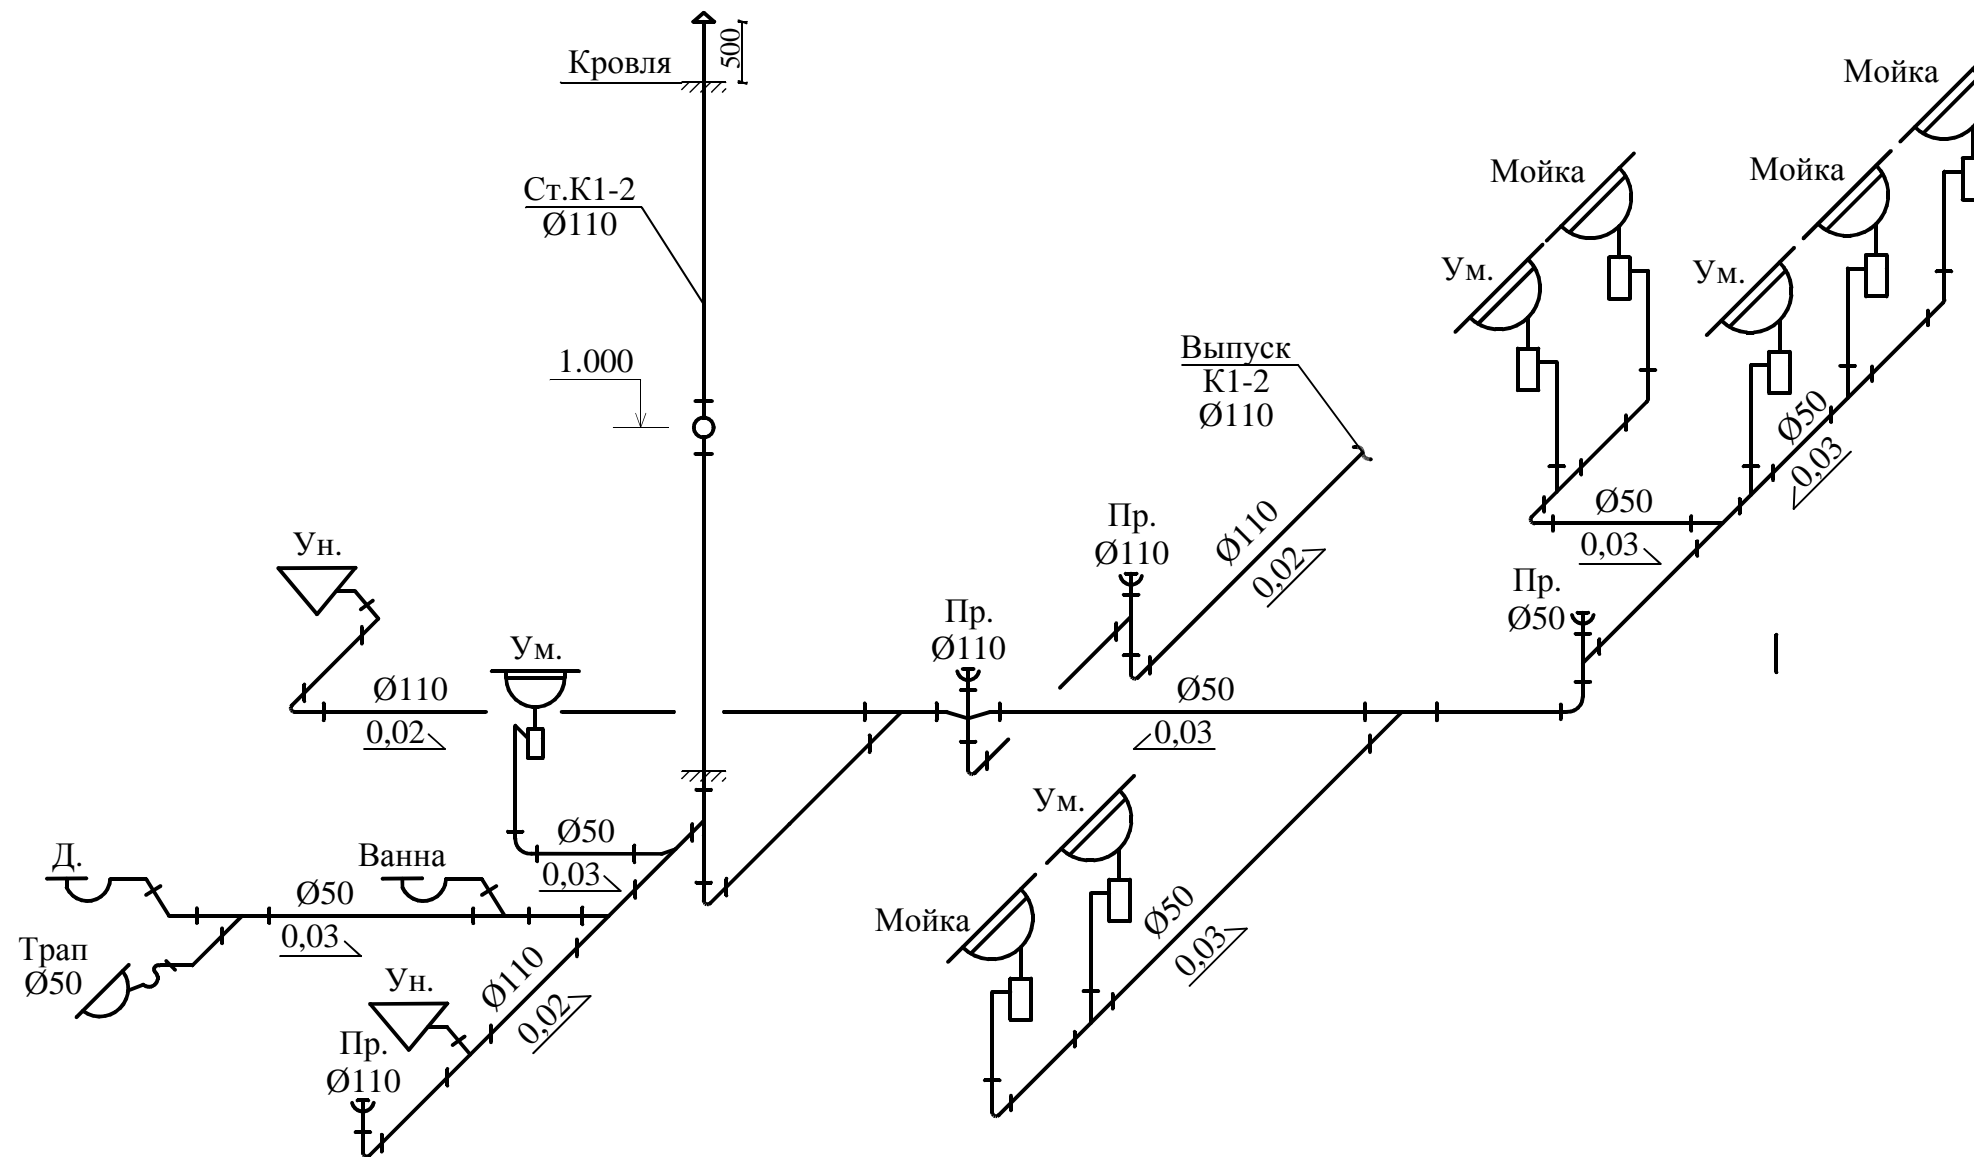 500
Кровля
Мойка
Мойка
Мойка
Ст.К1-2
Ø110
Ум.
Ум.
1.000
Выпуск
К1-2
Ø110
Ø50
0,03
Ø50
0,03
Пр.
Ø110
Ø110
0,02
Ун.
Пр.
Ø50
Пр.
Ø110
Ум.
Ø110
0,02
Ø50
0,03
Ум.
Ø50
0,03
Д.
Ванна
Ø50
0,03
Трап
Ø50
Мойка
Ø50
0,03
Ун.
Ø110
0,02
Пр.
Ø110